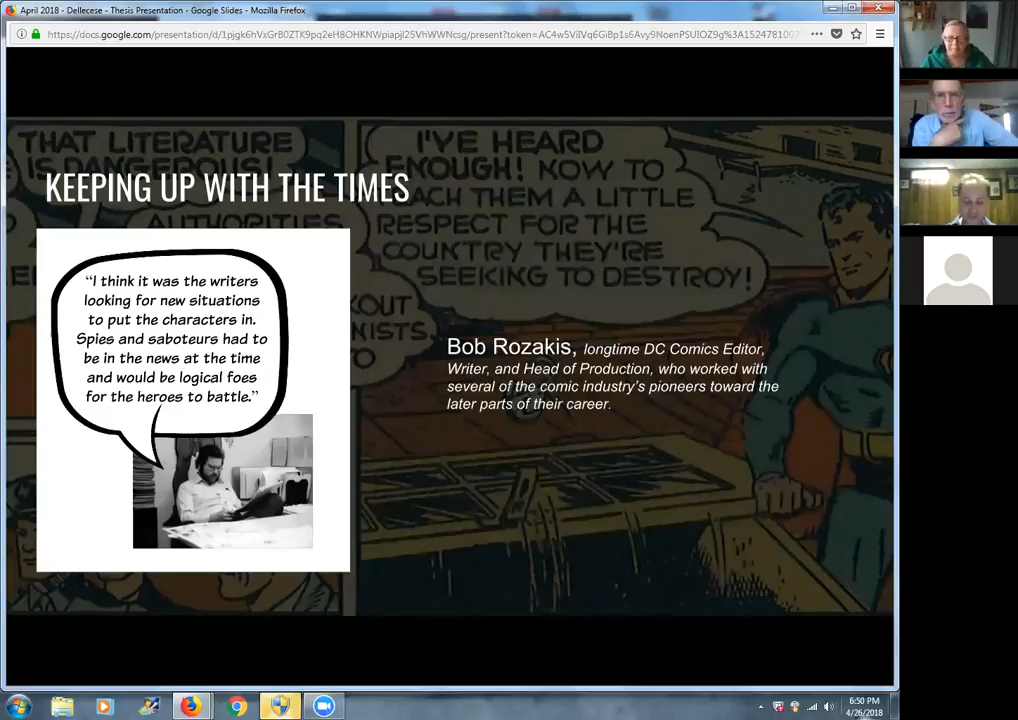 April 2018 - Dellecese - Thesis Presentation - Google Slides - Mozilla Firefox
THAT LITERATURE
IS DANGEROUS!
AUTHORITIES
I'VE HEARD
ENOUGH! NOW TO
ACH THEM A LITTLE
RESPECT FOR THE
COUNTRY THEY'RE
SEEKING TO DESTROY!
KEEPING UP WITH THE TIMES
“I think it was the writers
looking for new situations
to put the characters in.
Spies and saboteurs had to
be in the news at the time
and would be logical foes
for the heroes to battle.”
Bob Rozakis, longtime DC Comics Editor,
Writer, and Head of Production, who worked with
several of the comic industry's pioneers toward the
later parts of their career.
6:50 PM
4/26/2018